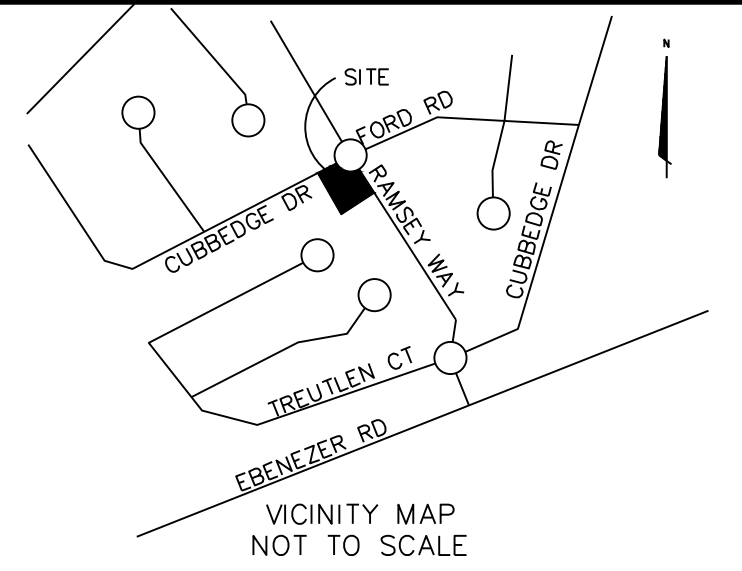 N
SITE
FORD RD
RAMSEY WAY
CUBBEDGE DR
CUBBEDGE DR
TREUTLEN CT
EBENEZER RD
VICINITY MAP
NOT TO SCALE